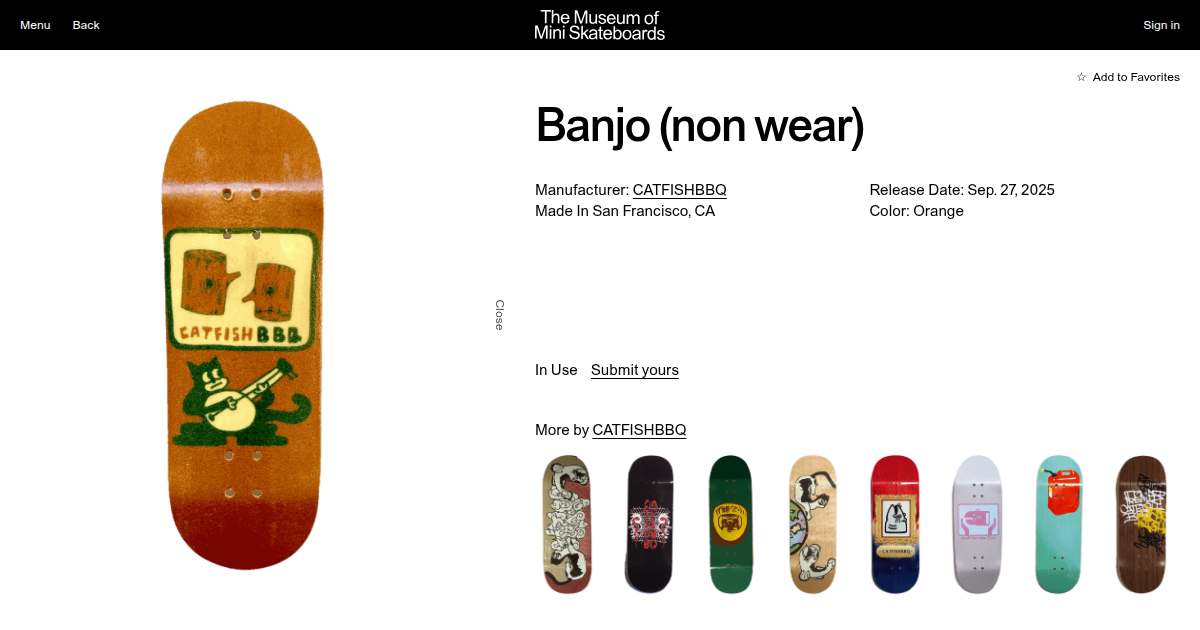 Menu
Back
The Museum of
Mini Skateboards
Sign in
☆ Add to Favorites
Banjo (non wear)
Manufacturer: CATFISHBBQ
Made In San Francisco, CA
Release Date: Sep. 27, 2025
Color: Orange
CATFISHBBQ
Close
In Use
Submit yours
More by CATFISHBBQ
CATFISHBBQ